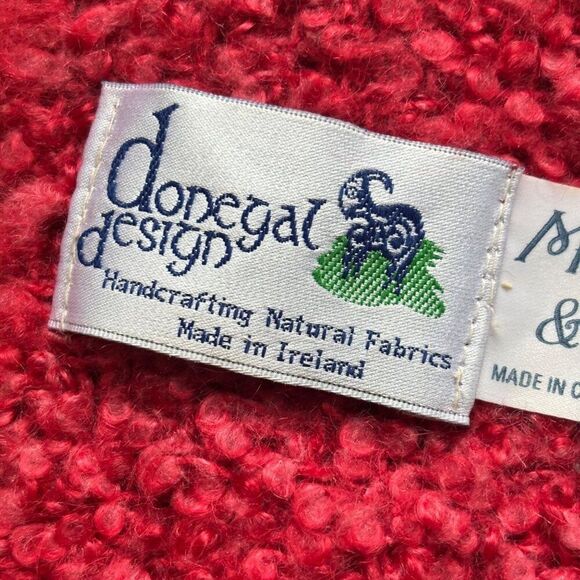 donegal
design
Handcrafting Natural Fabrics
Made in Ireland
&
MADE IN